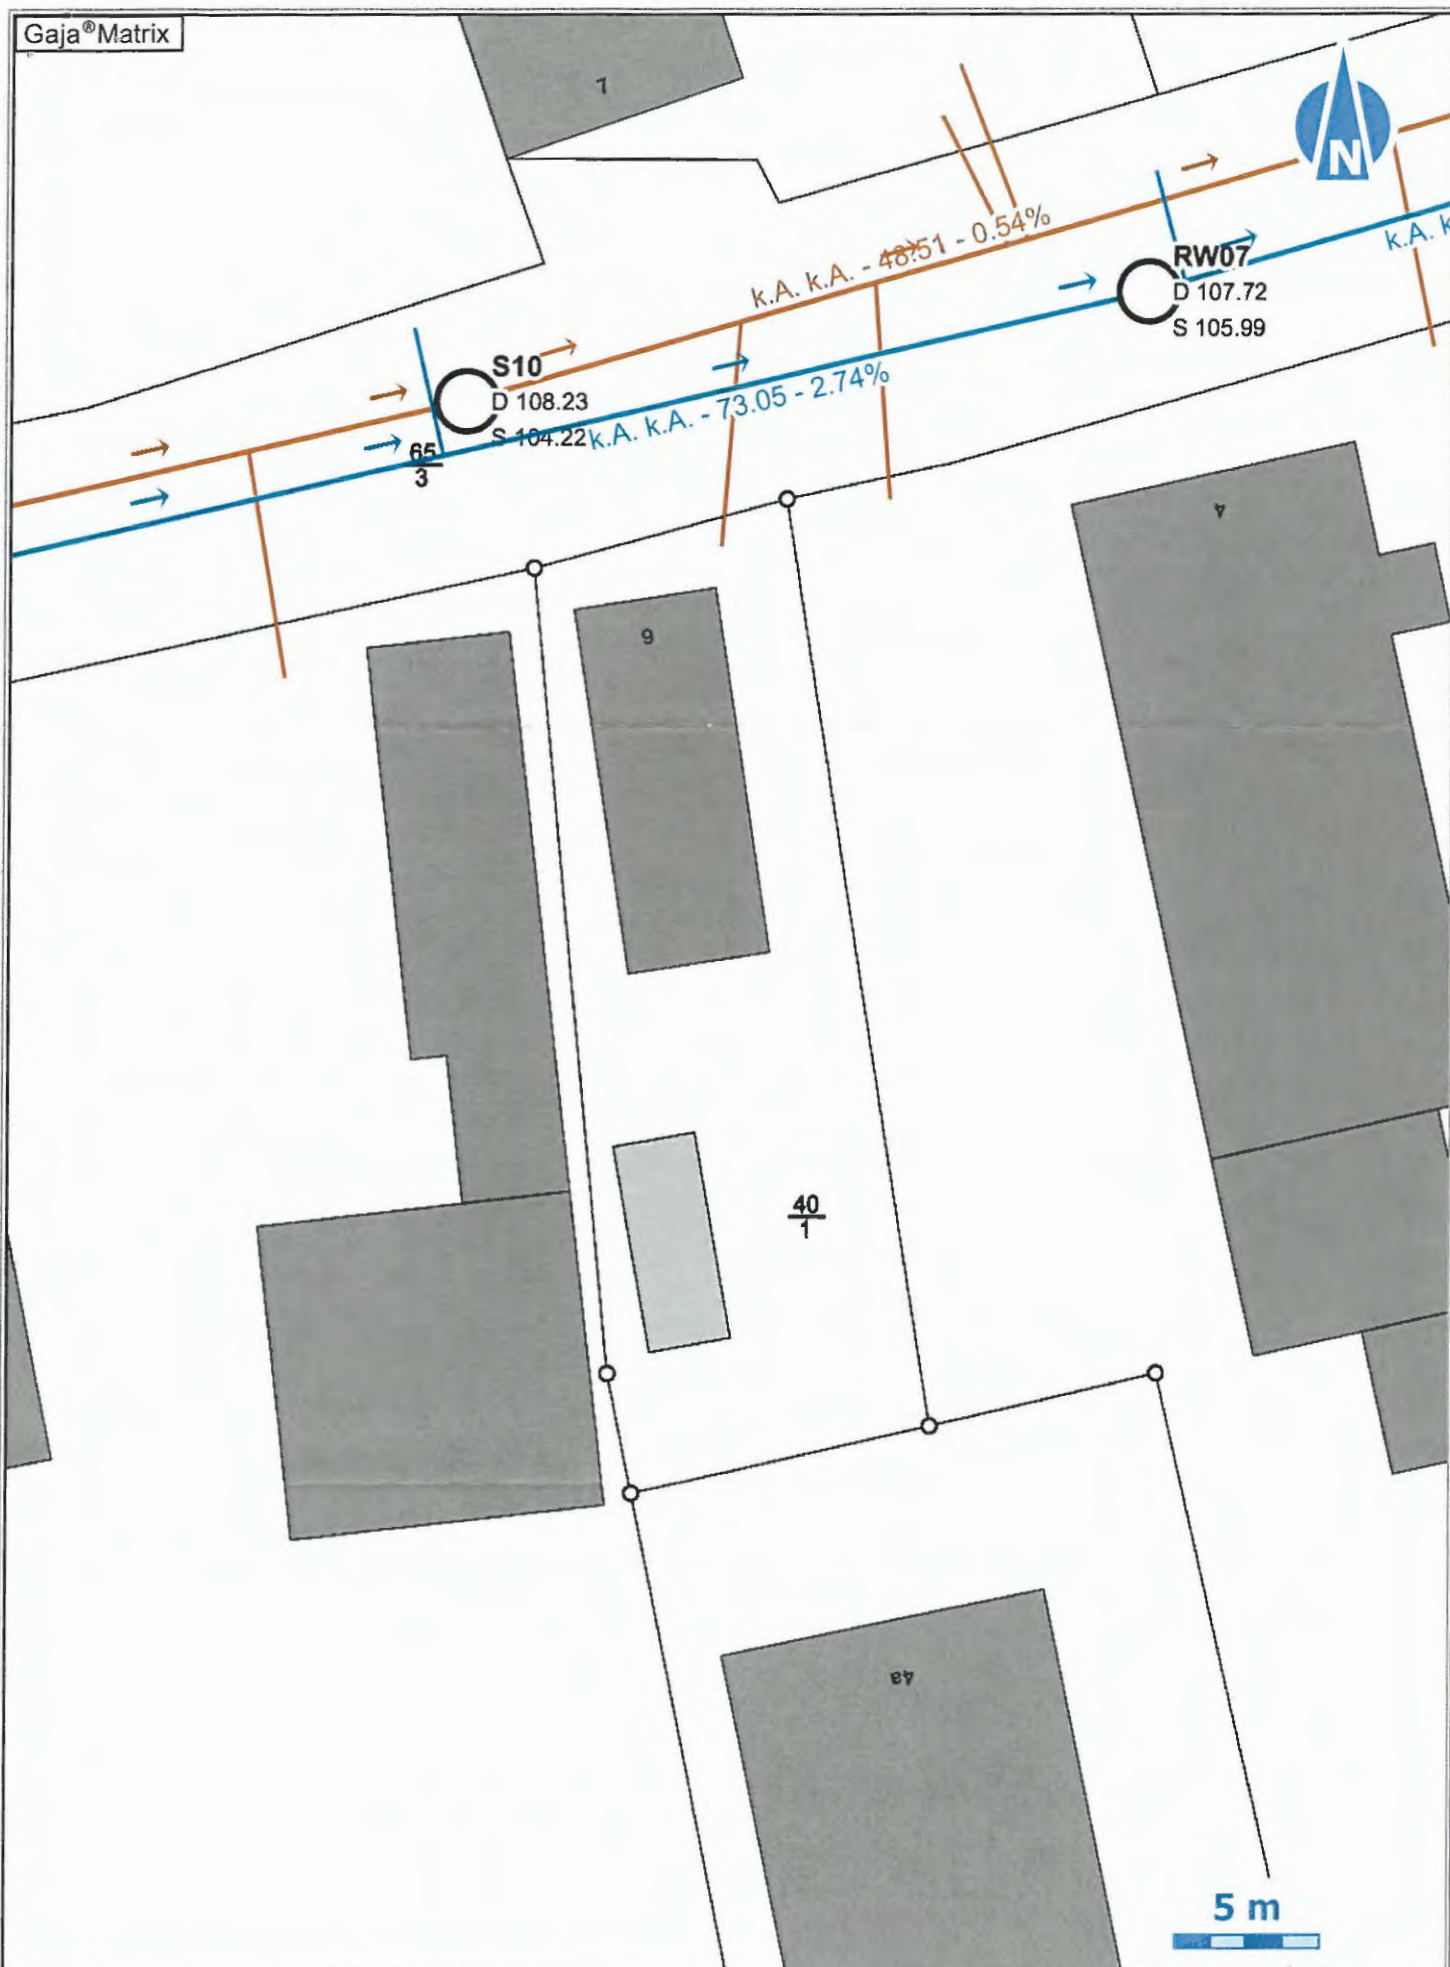 Gaja®Matrix
7
N
k.A. k.A. - 48.51 - 0.54%
k.A. k
RW07
D 107.72
S 105.99
S10
D 108.23
S 104.22
k.A. k.A. - 73.05 - 2.74%
65
3
4
6
40
1
4a
5 m